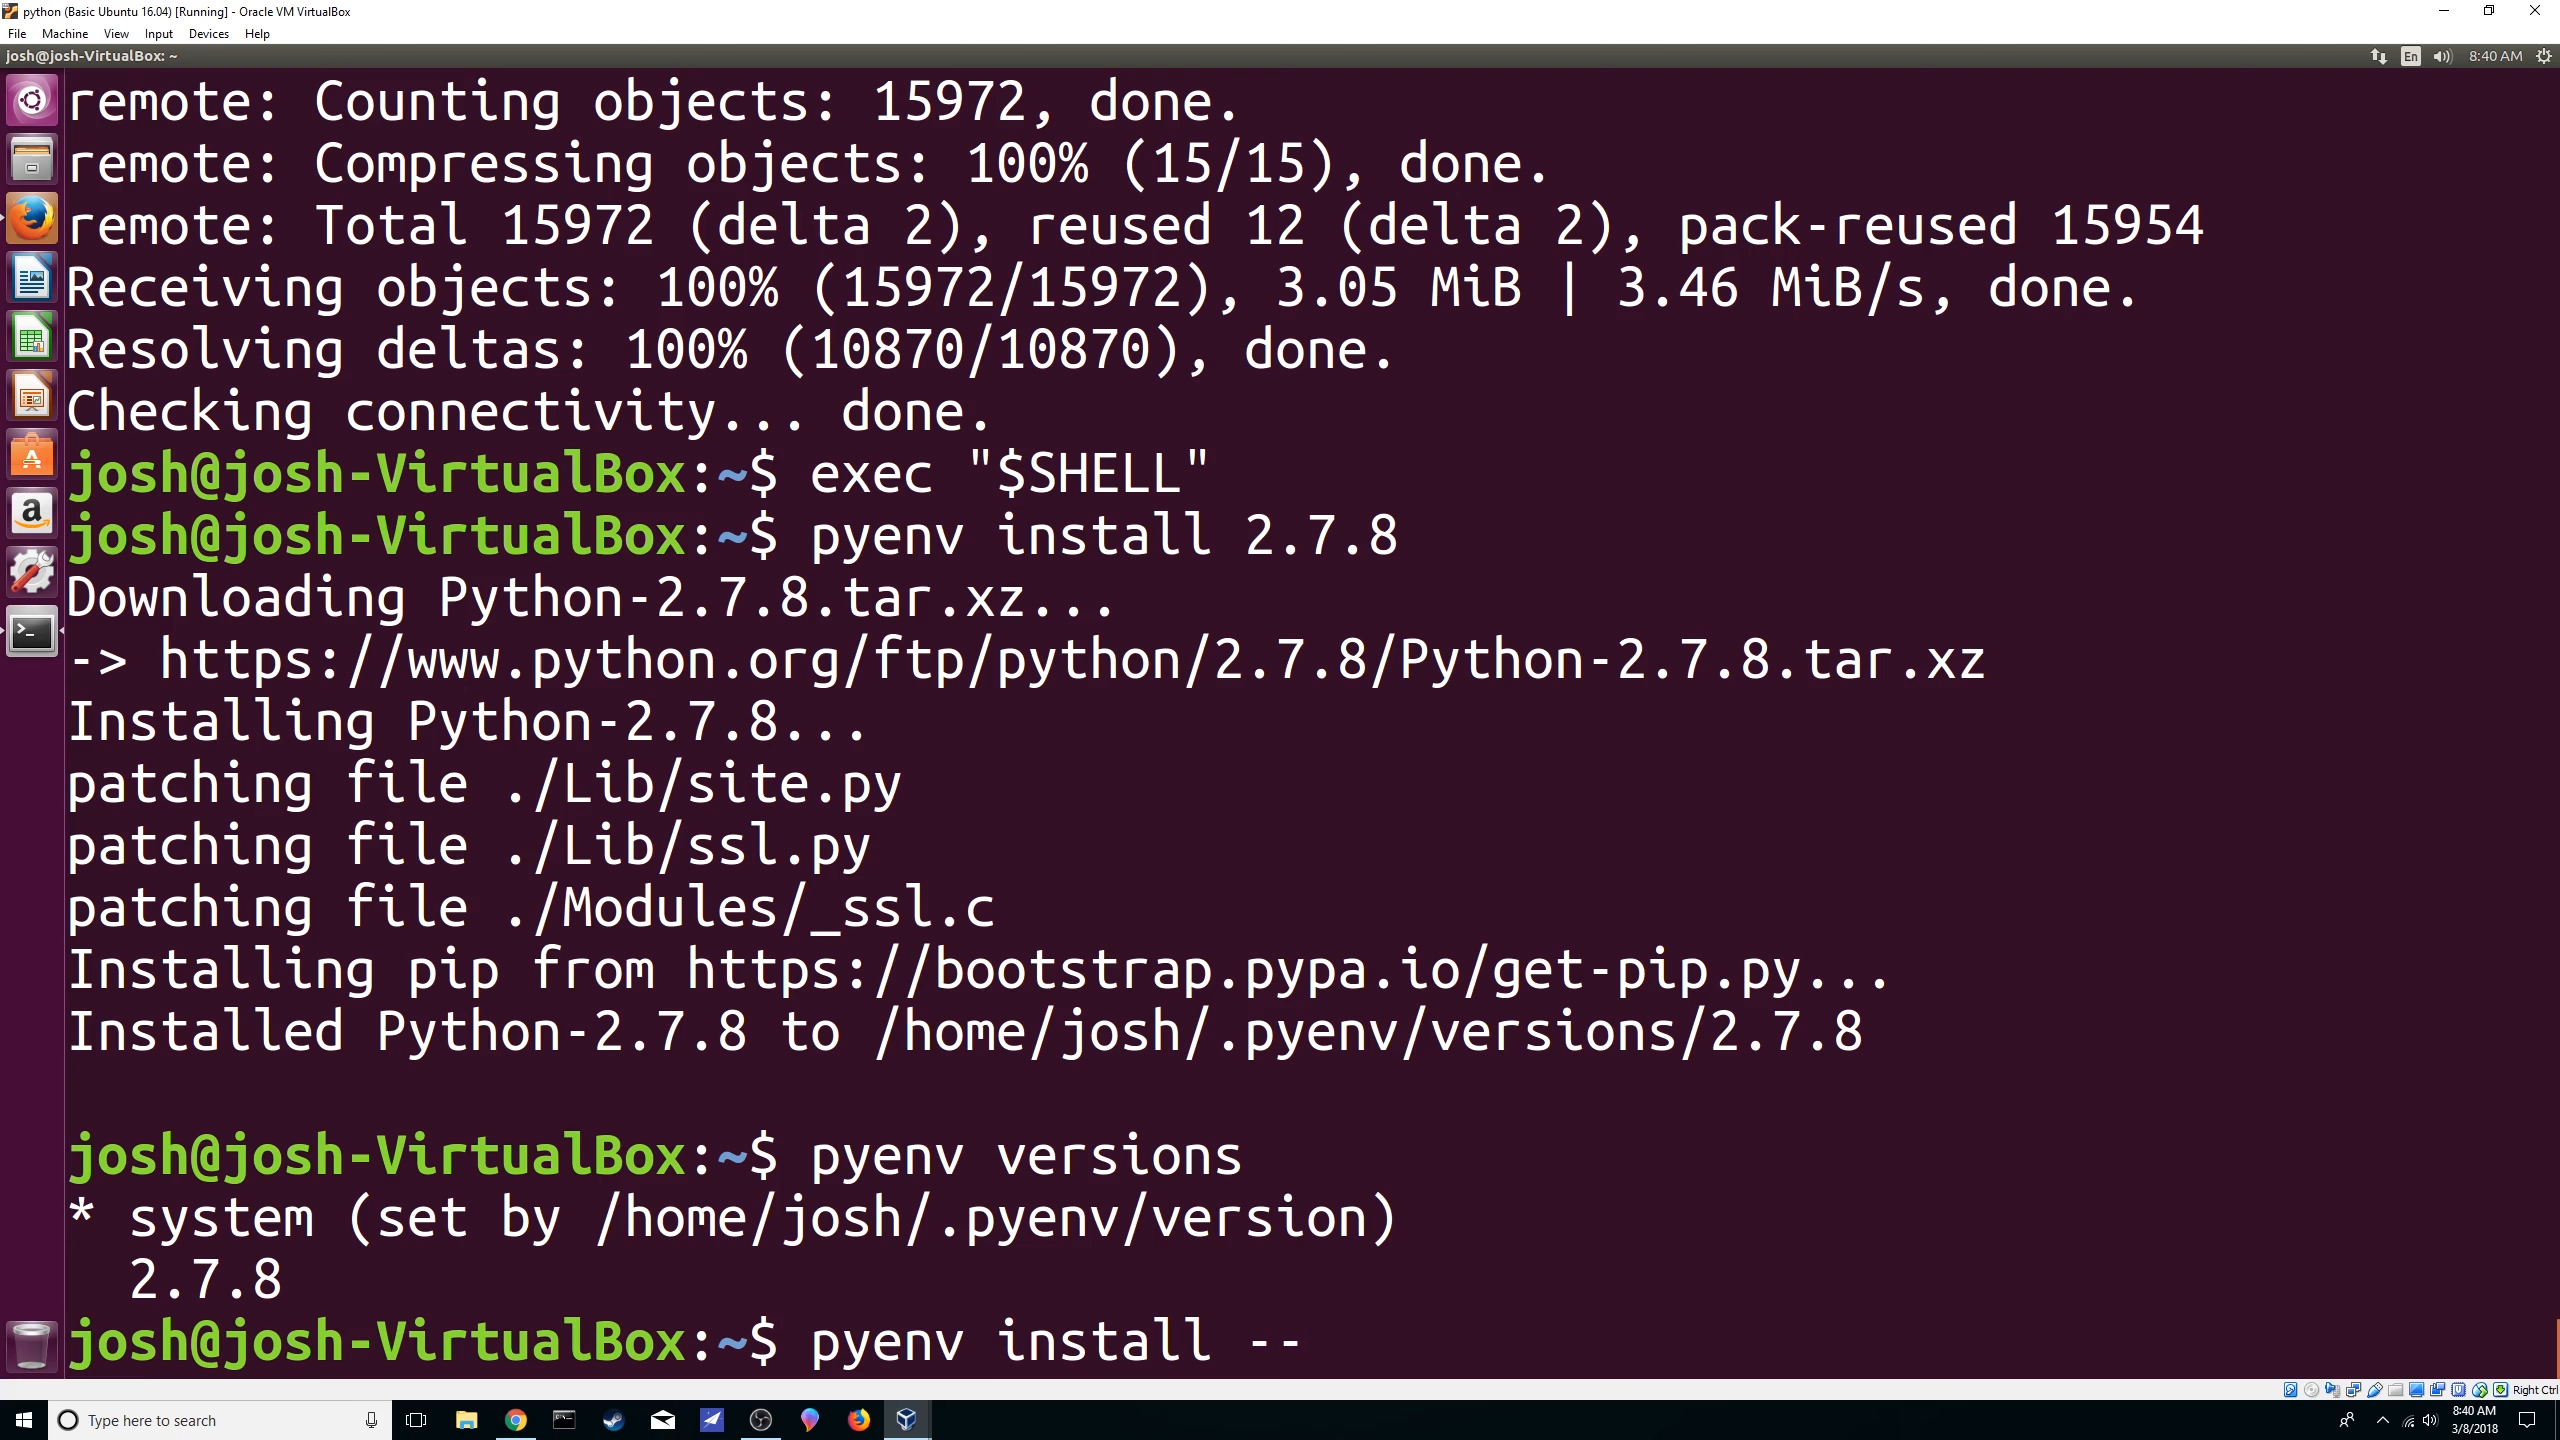 python (Basic Ubuntu 16.04) [Running] - Oracle VM VirtualBox
File Machine View Input Devices Help
josh@josh-VirtualBox: ~ En 8:40 AM
remote: Counting objects: 15972, done.
remote: Compressing objects: 100% (15/15), done.
remote: Total 15972 (delta 2), reused 12 (delta 2), pack-reused 15954
Receiving objects: 100% (15972/15972), 3.05 MiB | 3.46 MiB/s, done.
Resolving deltas: 100% (10870/10870), done.
Checking connectivity... done.
josh@josh-VirtualBox:~$ exec "$SHELL"
josh@josh-VirtualBox:~$ pyenv install 2.7.8
Downloading Python-2.7.8.tar.xz...
-> https://www.python.org/ftp/python/2.7.8/Python-2.7.8.tar.xz
Installing Python-2.7.8...
patching file ./Lib/site.py
patching file ./Lib/ssl.py
patching file ./Modules/_ssl.c
Installing pip from https://bootstrap.pypa.io/get-pip.py...
Installed Python-2.7.8 to /home/josh/.pyenv/versions/2.7.8
josh@josh-VirtualBox:~$ pyenv versions
* system (set by /home/josh/.pyenv/version)
2.7.8
josh@josh-VirtualBox:~$ pyenv install --
Right Ctrl
Type here to search
8:40 AM
3/8/2018